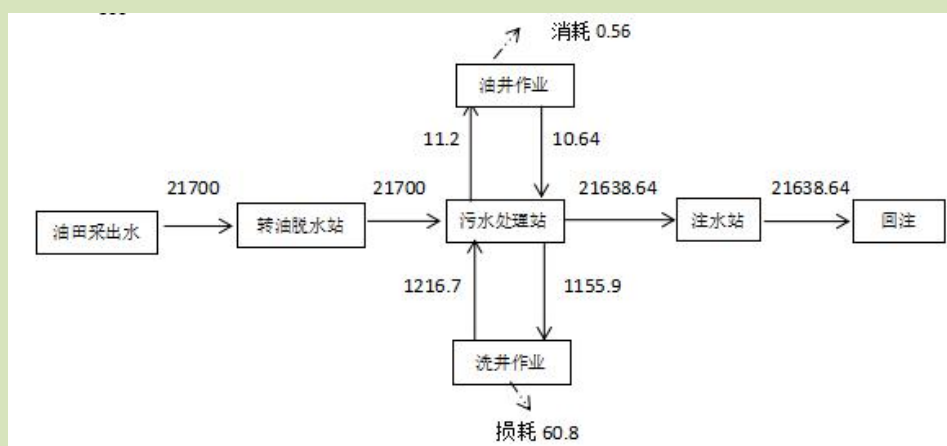 消耗 0.56
油井作业
11.2
10.64
21700
21700
21638.64
21638.64
油田采出水
转油脱水站
污水处理站
注水站
回注
1216.7
1155.9
洗井作业
损耗 60.8